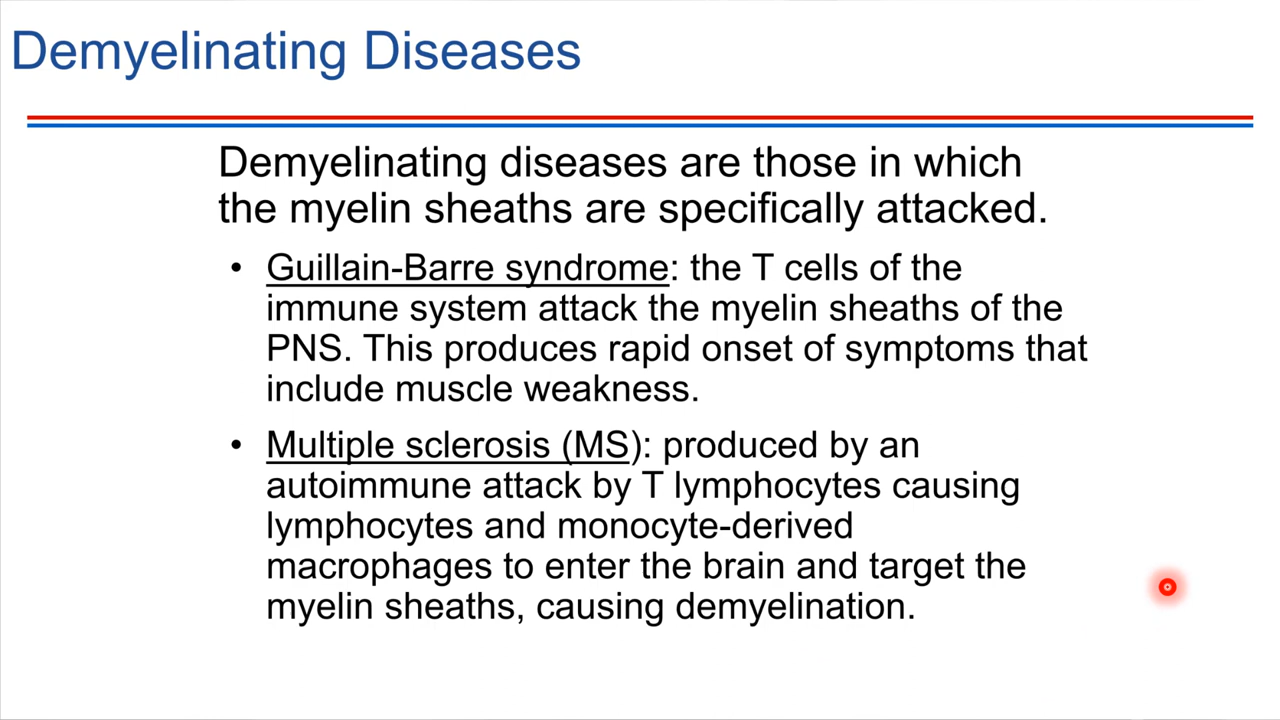 Demyelinating Diseases
Demyelinating diseases are those in which
the myelin sheaths are specifically attacked.
• Guillain-Barre syndrome: the T cells of the
immune system attack the myelin sheaths of the
PNS. This produces rapid onset of symptoms that
include muscle weakness.
• Multiple sclerosis (MS): produced by an
autoimmune attack by T lymphocytes causing
lymphocytes and monocyte-derived
macrophages to enter the brain and target the
myelin sheaths, causing demyelination.